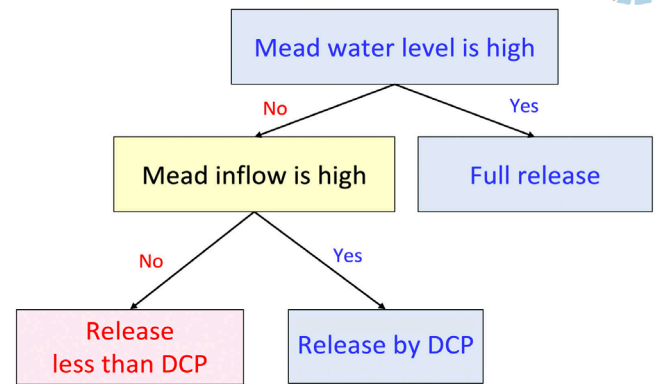 Mead water level is high
No
Yes
Mead inflow is high
Full release
No
Yes
Release
less than DCP
Release by DCP